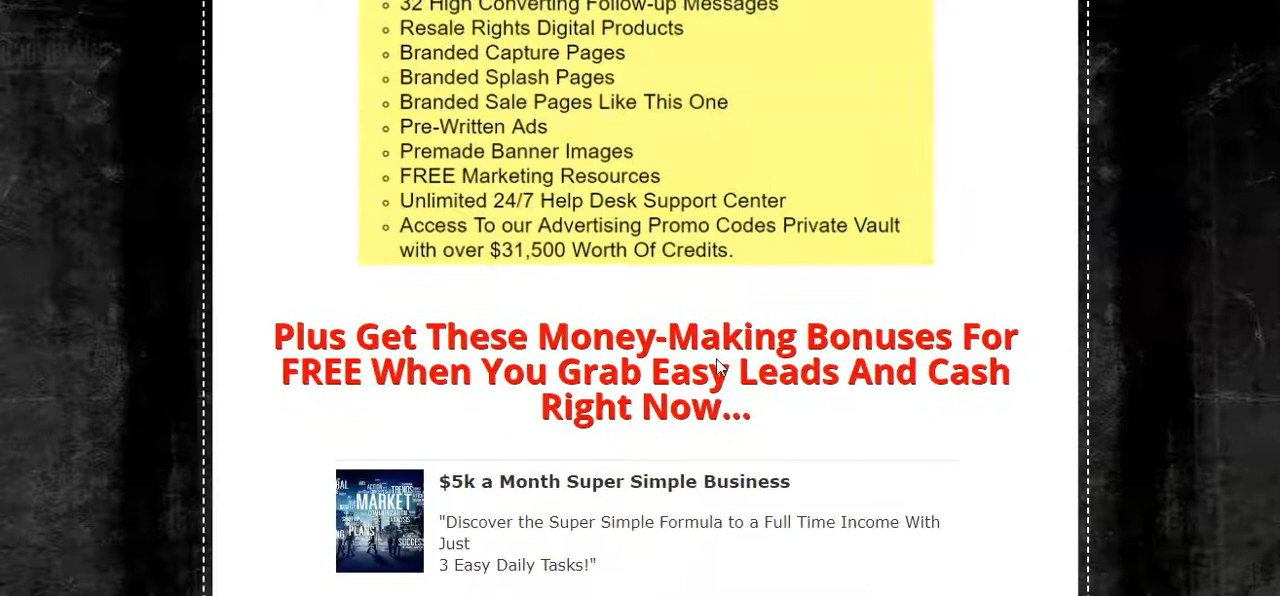 32 High Converting Follow-up Messages
Resale Rights Digital Products
Branded Capture Pages
Branded Splash Pages
Branded Sale Pages Like This One
Pre-Written Ads
Premade Banner Images
FREE Marketing Resources
Unlimited 24/7 Help Desk Support Center
Access To our Advertising Promo Codes Private Vault
with over $31,500 Worth Of Credits.
Plus Get These Money-Making Bonuses For
FREE When You Grab Easy Leads And Cash
Right Now...
$5k a Month Super Simple Business
MARKET
TRENDS
PLANS
SUCCESS
"Discover the Super Simple Formula to a Full Time Income With
Just
3 Easy Daily Tasks!"